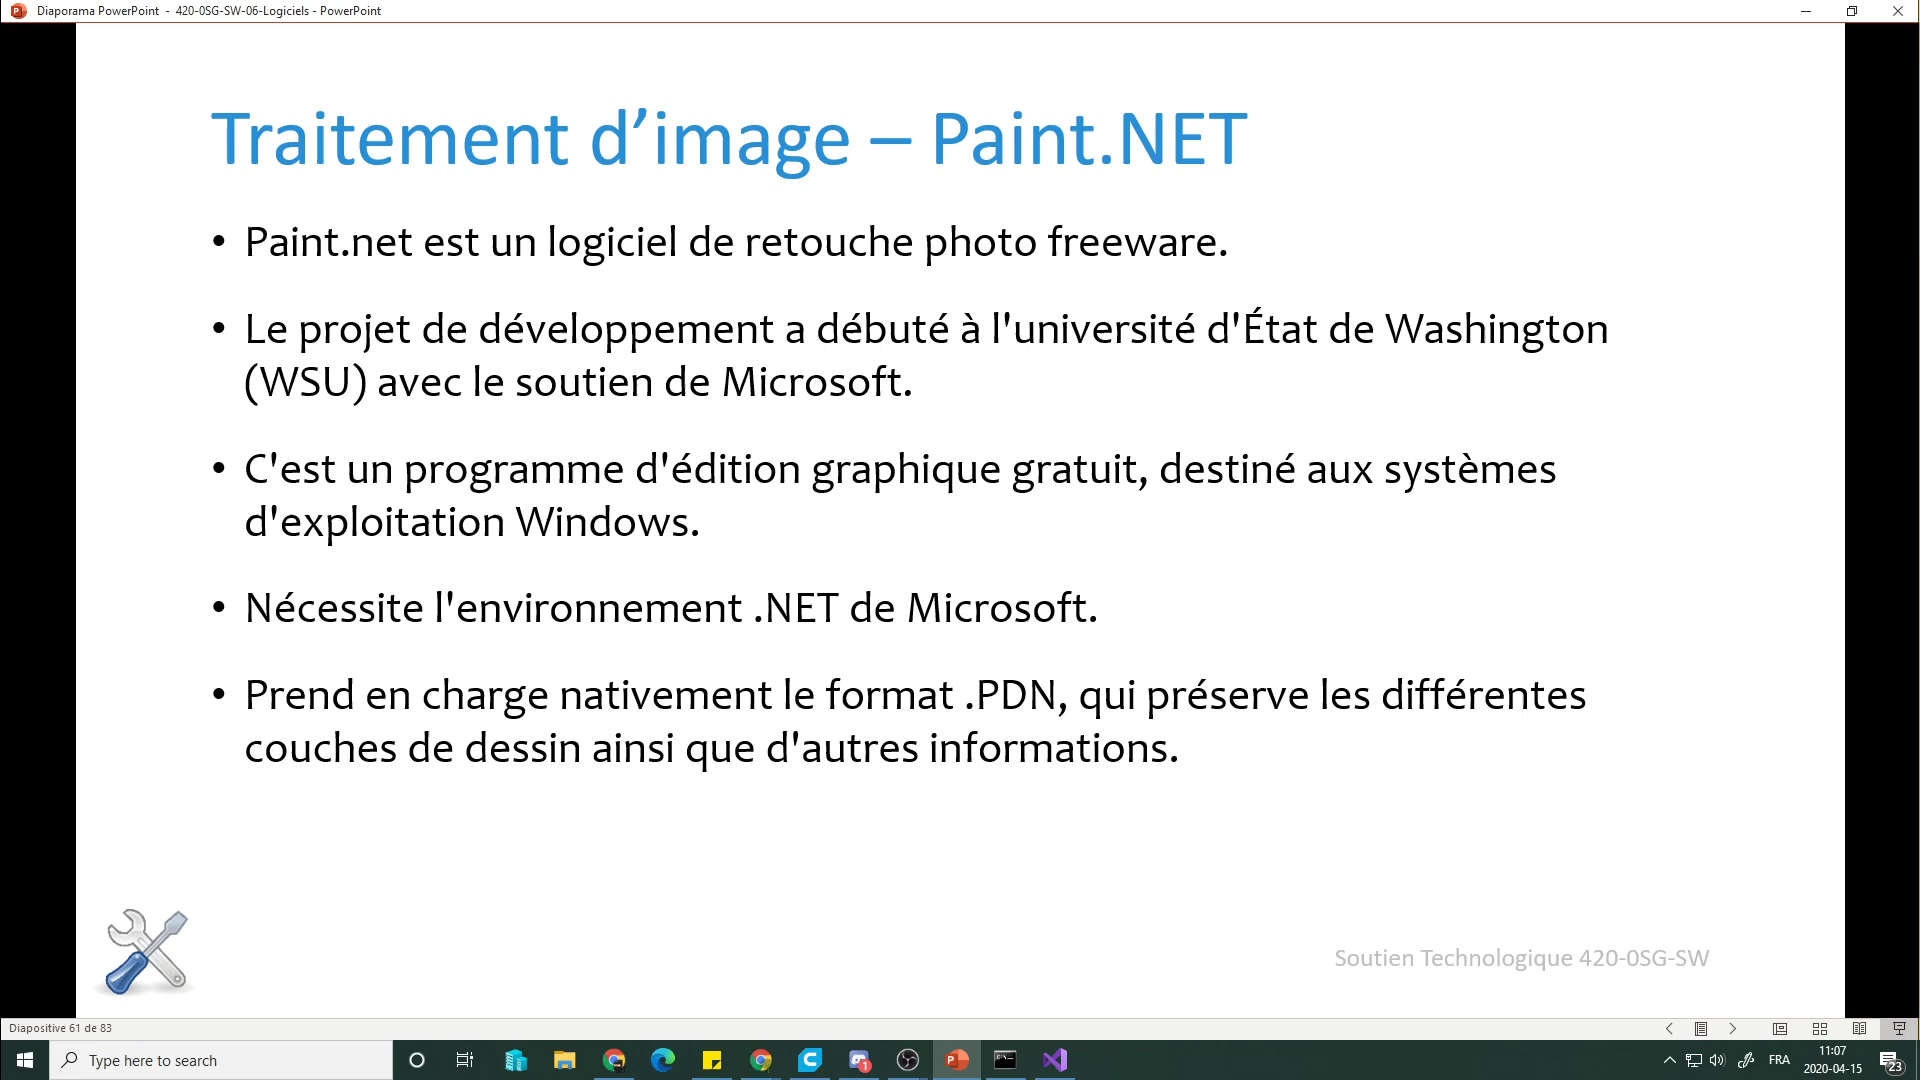 Diaporama PowerPoint - 420-0SG-SW-06-Logiciels - PowerPoint
Traitement d’image – Paint.NET
• Paint.net est un logiciel de retouche photo freeware.
• Le projet de développement a débuté à l'université d'État de Washington
(WSU) avec le soutien de Microsoft.
• C'est un programme d'édition graphique gratuit, destiné aux systèmes
d'exploitation Windows.
• Nécessite l'environnement .NET de Microsoft.
• Prend en charge nativement le format .PDN, qui préserve les différentes
couches de dessin ainsi que d'autres informations.
Soutien Technologique 420-0SG-SW
Diapositive 61 de 83
Type here to search
1
FRA
11:07
2020-04-15
23